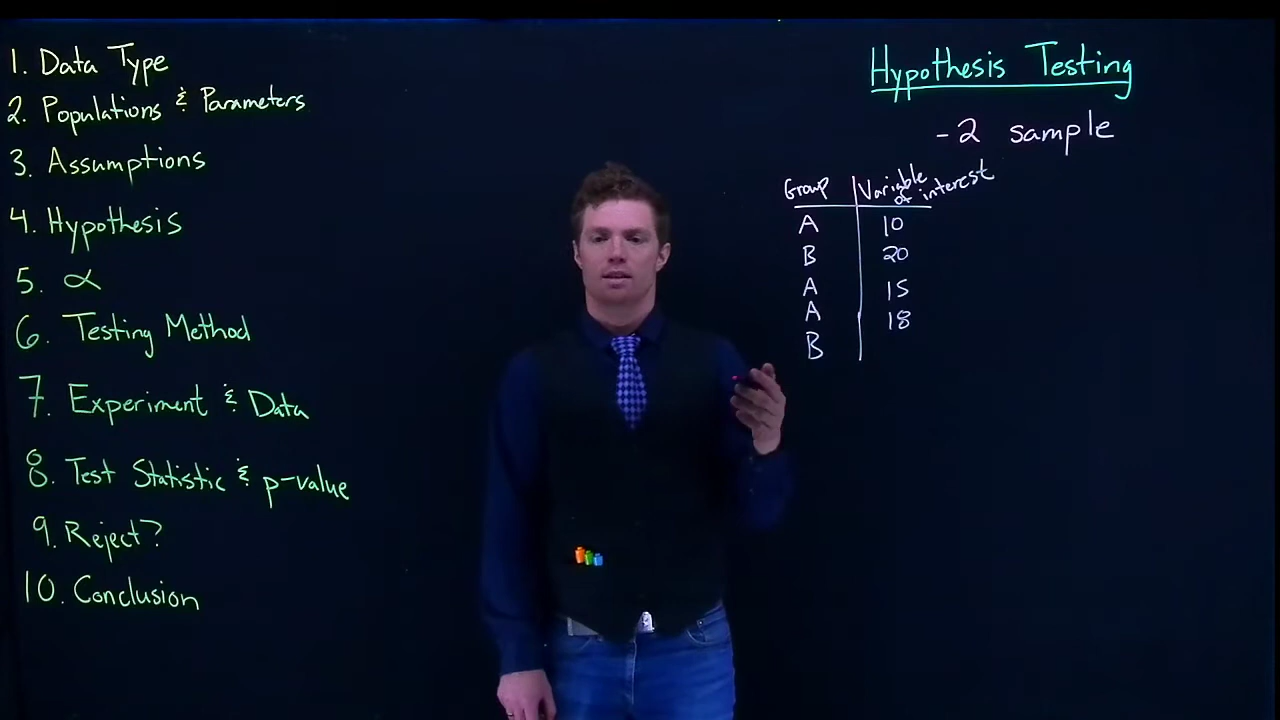 1. Data Type
2. Populations & Parameters
3. Assumptions
4. Hypothesis
5. α
6. Testing Method
7. Experiment & Data
8. Test Statistic & p-value
9. Reject?
10. Conclusion
Hypothesis Testing
- 2 sample
Group Variable of interest
A 10
B 20
A 15
A 18
B